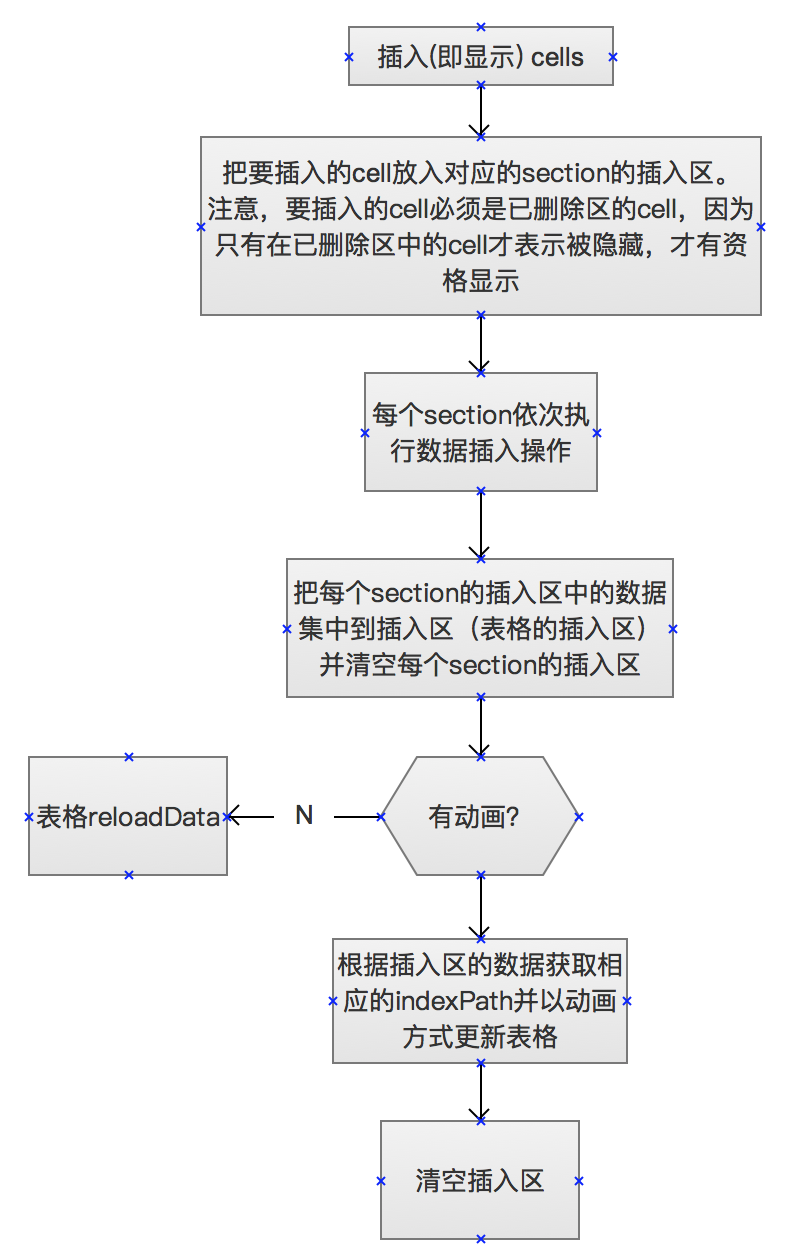 插入(即显示) cells
把要插入的cell放入对应的section的插入区。
注意，要插入的cell必须是已删除区的cell，因为
只有在已删除区中的cell才表示被隐藏，才有资
格显示
每个section依次执
行数据插入操作
把每个section的插入区中的数据
集中到插入区（表格的插入区）
并清空每个section的插入区
有动画?
N
表格reloadData
根据插入区的数据获取相
应的indexPath并以动画
方式更新表格
清空插入区